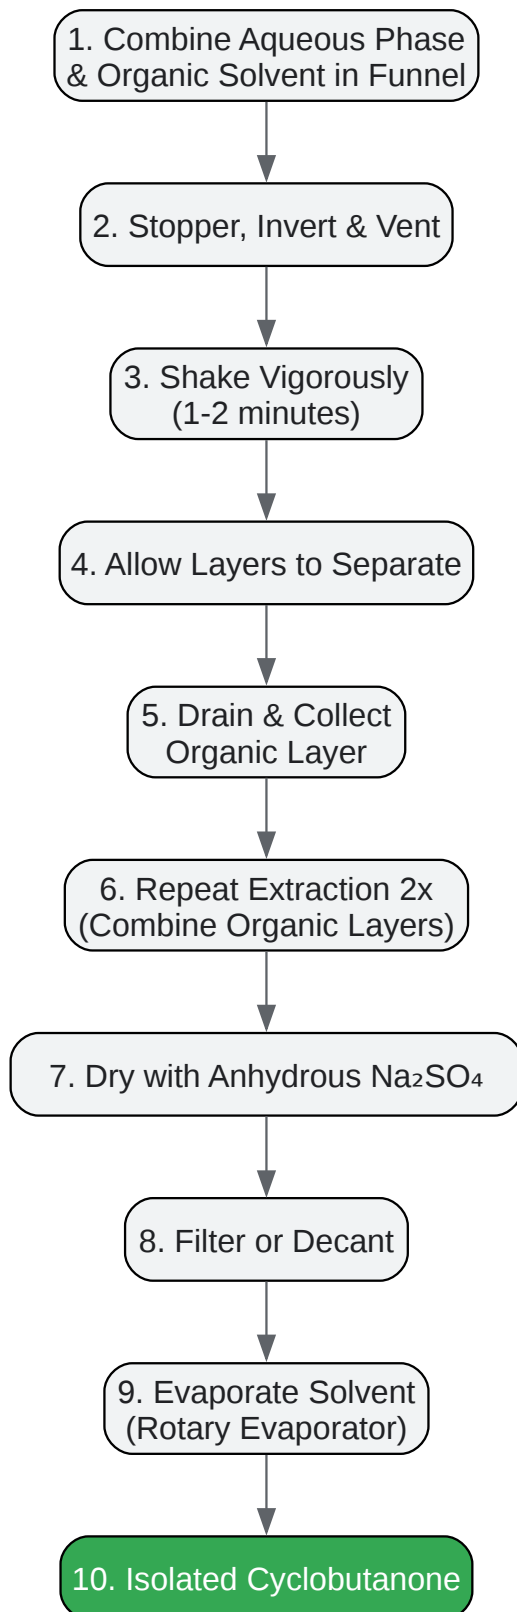 1. Combine Aqueous Phase
& Organic Solvent in Funnel
2. Stopper, Invert & Vent
3. Shake Vigorously
(1-2 minutes)
4. Allow Layers to Separate
5. Drain & Collect
Organic Layer
6. Repeat Extraction 2x
(Combine Organic Layers)
7. Dry with Anhydrous Na₂SO₄
8. Filter or Decant
9. Evaporate Solvent
(Rotary Evaporator)
10. Isolated Cyclobutanone